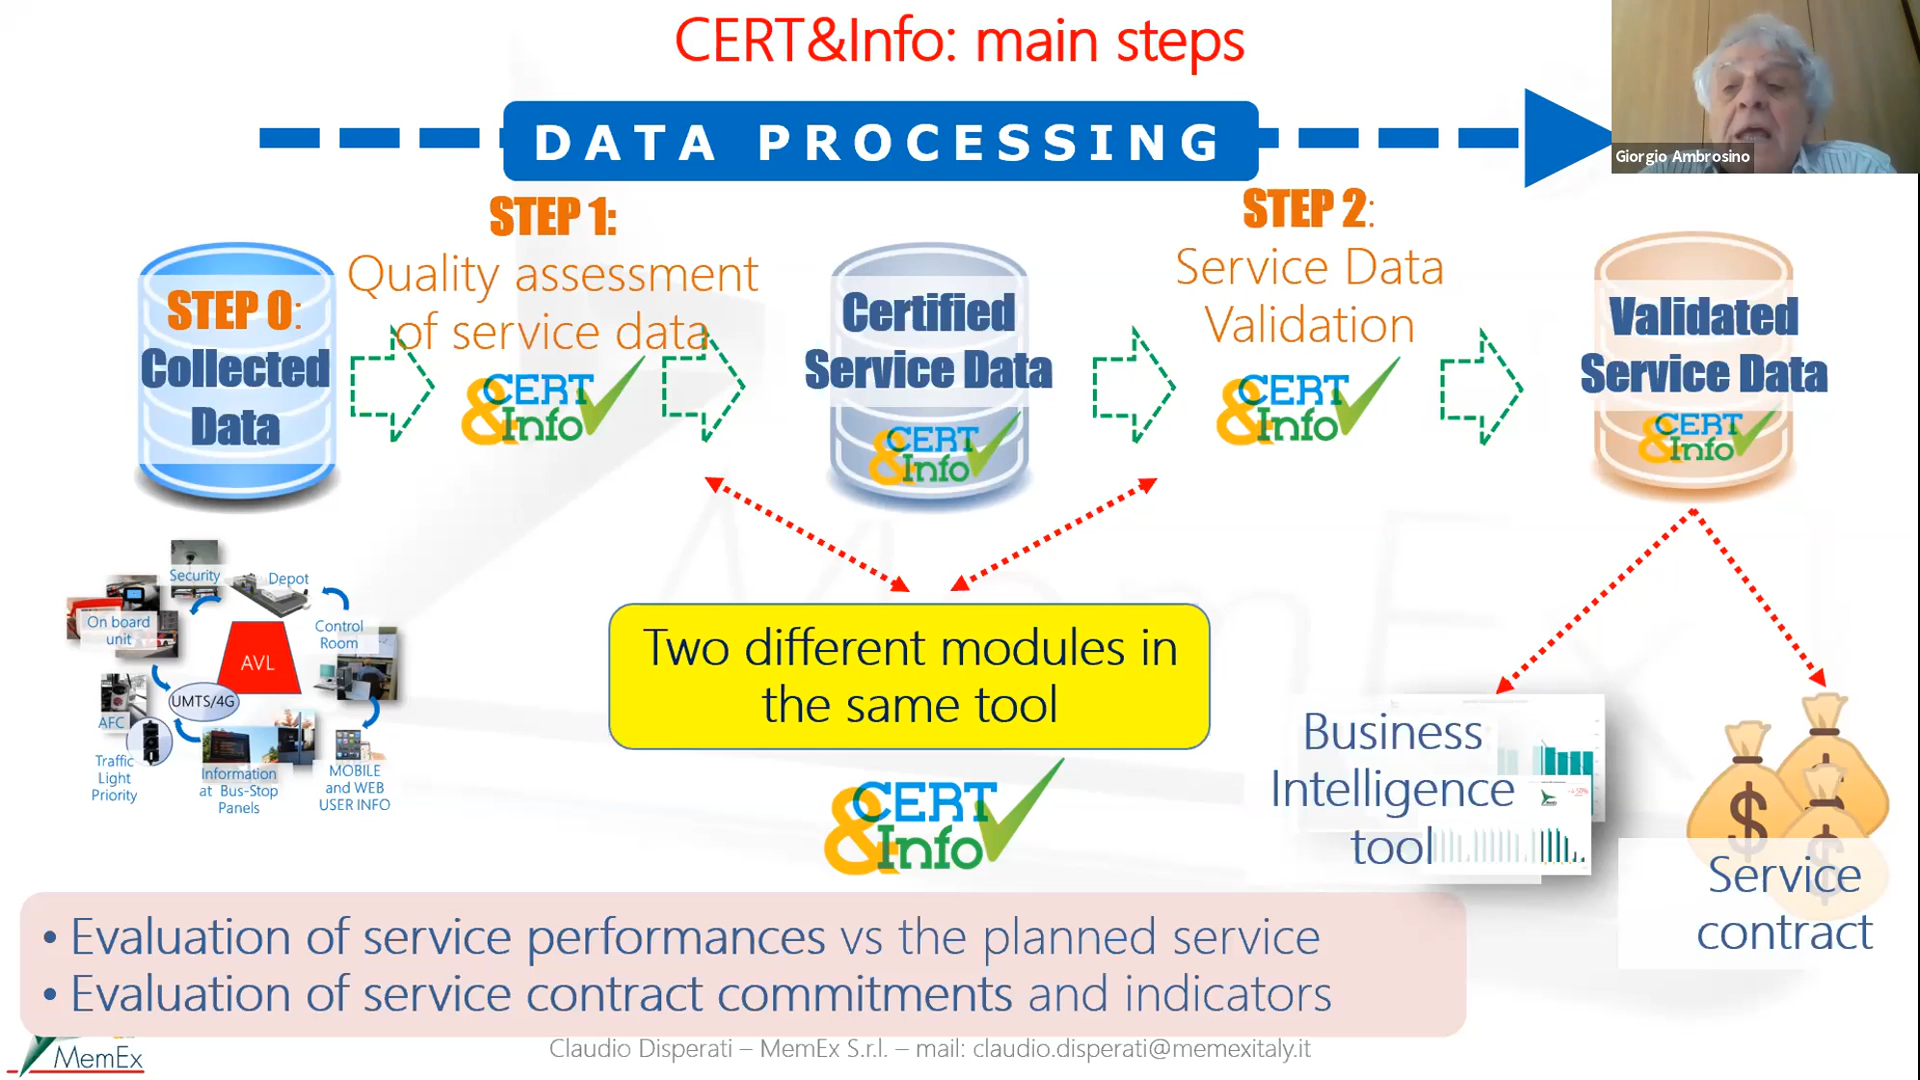 CERT&Info: main steps
DATA PROCESSING
Giorgio Ambrosino
STEP 0:
Collected
Data
STEP 1:
Quality assessment
of service data
CERT
&Info
Certified
Service Data
CERT
&Info
STEP 2:
Service Data
Validation
CERT
&Info
Validated
Service Data
CERT
&Info
Security
Depot
On board
unit
Control
Room
AVL
UMTS/4G
AFC
Traffic
Light
Priority
Information
at Bus-Stop
Panels
MOBILE
and WEB
USER INFO
Two different modules in
the same tool
CERT
&Info
Business
Intelligence
tool
$
Service
contract
• Evaluation of service performances vs the planned service
• Evaluation of service contract commitments and indicators
MemEx
Claudio Disperati – MemEx S.r.l. – mail: claudio.disperati@memexitaly.it